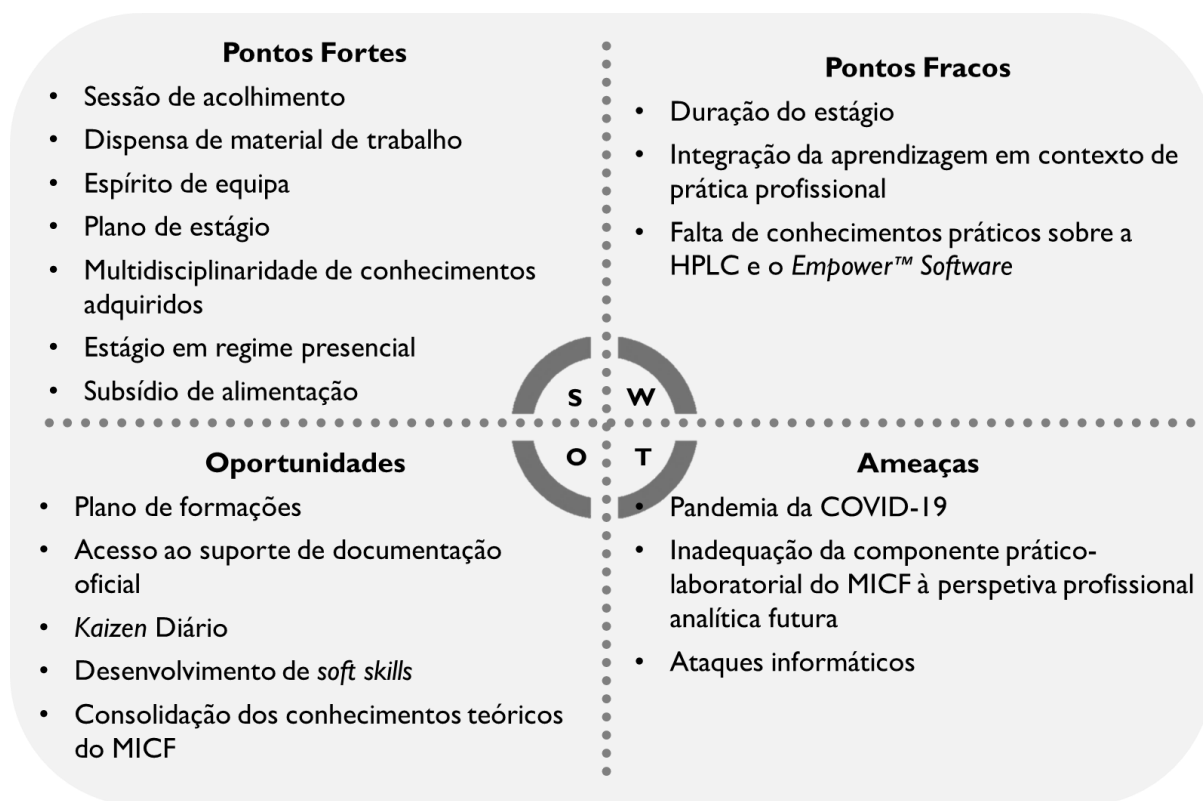 Pontos Fortes
• Sessão de acolhimento
• Dispensa de material de trabalho
• Espírito de equipa
• Plano de estágio
• Multidisciplinaridade de conhecimentos
adquiridos
• Estágio em regime presencial
• Subsídio de alimentação
Pontos Fracos
• Duração do estágio
• Integração da aprendizagem em contexto de
prática profissional
• Falta de conhecimentos práticos sobre a
HPLC e o Empower™ Software
S W
O T
Oportunidades
• Plano de formações
• Acesso ao suporte de documentação
oficial
• Kaizen Diário
• Desenvolvimento de soft skills
• Consolidação dos conhecimentos teóricos
do MICF
Ameaças
• Pandemia da COVID-19
• Inadequação da componente prático-
laboratorial do MICF à perspetiva profissional
analítica futura
• Ataques informáticos